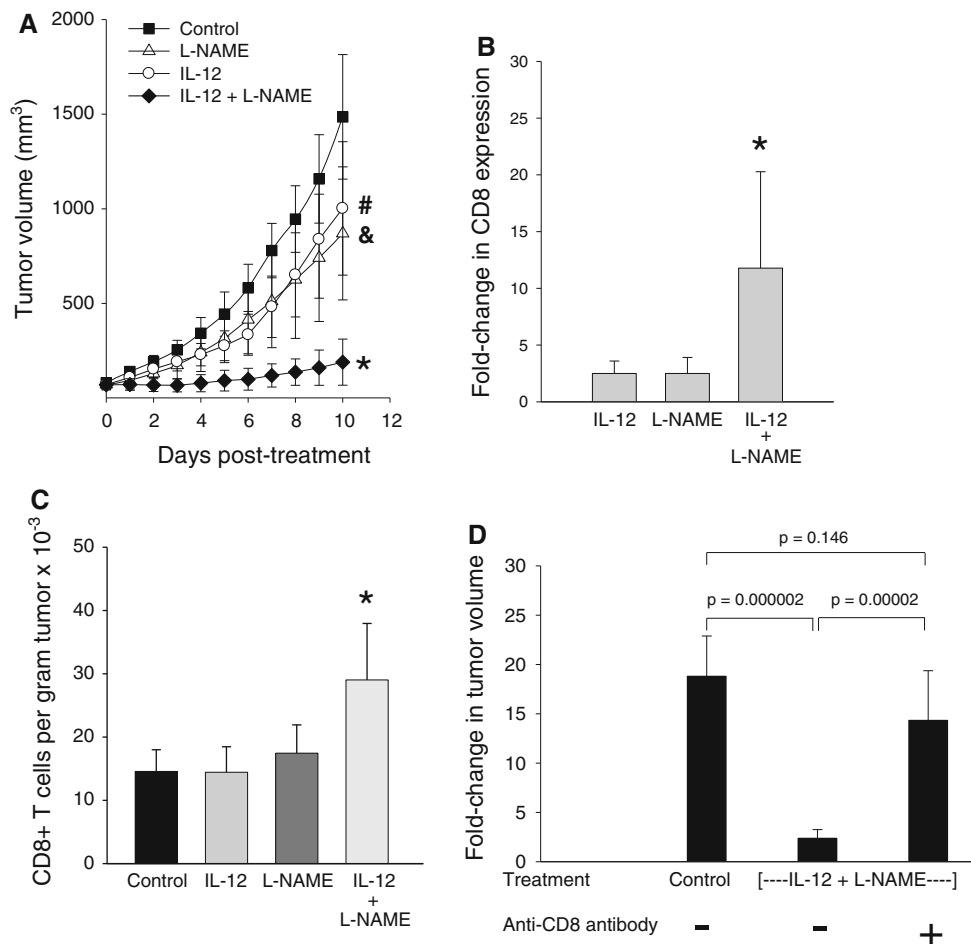 A
2000
1500
1000
500
Tumor volume (mm³)
Control
L-NAME
IL-12
IL-12 + L-NAME
#
&
*
0 2 4 6 8 10 12
Days post-treatment
B
30
25
20
15
10
5
0
Fold-change in CD8 expression
*
IL-12 L-NAME IL-12
+
L-NAME
C
50
40
30
20
10
0
CD8+ T cells per gram tumor x 10⁻³
*
Control IL-12 L-NAME IL-12
+
L-NAME
D
30
25
20
15
10
5
0
Fold-change in tumor volume
p = 0.146
p = 0.000002 p = 0.00002
Treatment Control [----IL-12 + L-NAME----]
Anti-CD8 antibody - - +